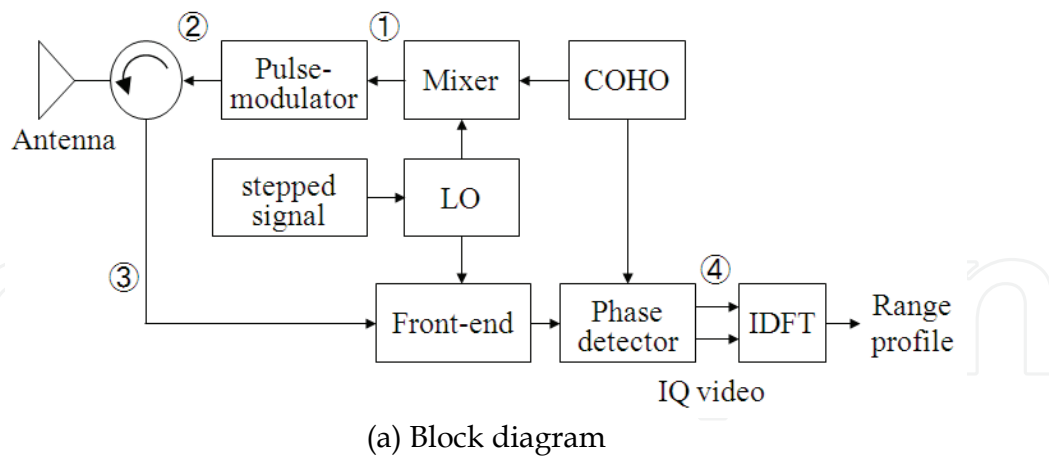 ② ①
Pulse-
modulator
Mixer
COHO
Antenna
stepped
signal
LO
③
④
Front-end
Phase
detector
IDFT
Range
profile
IQ video
(a) Block diagram